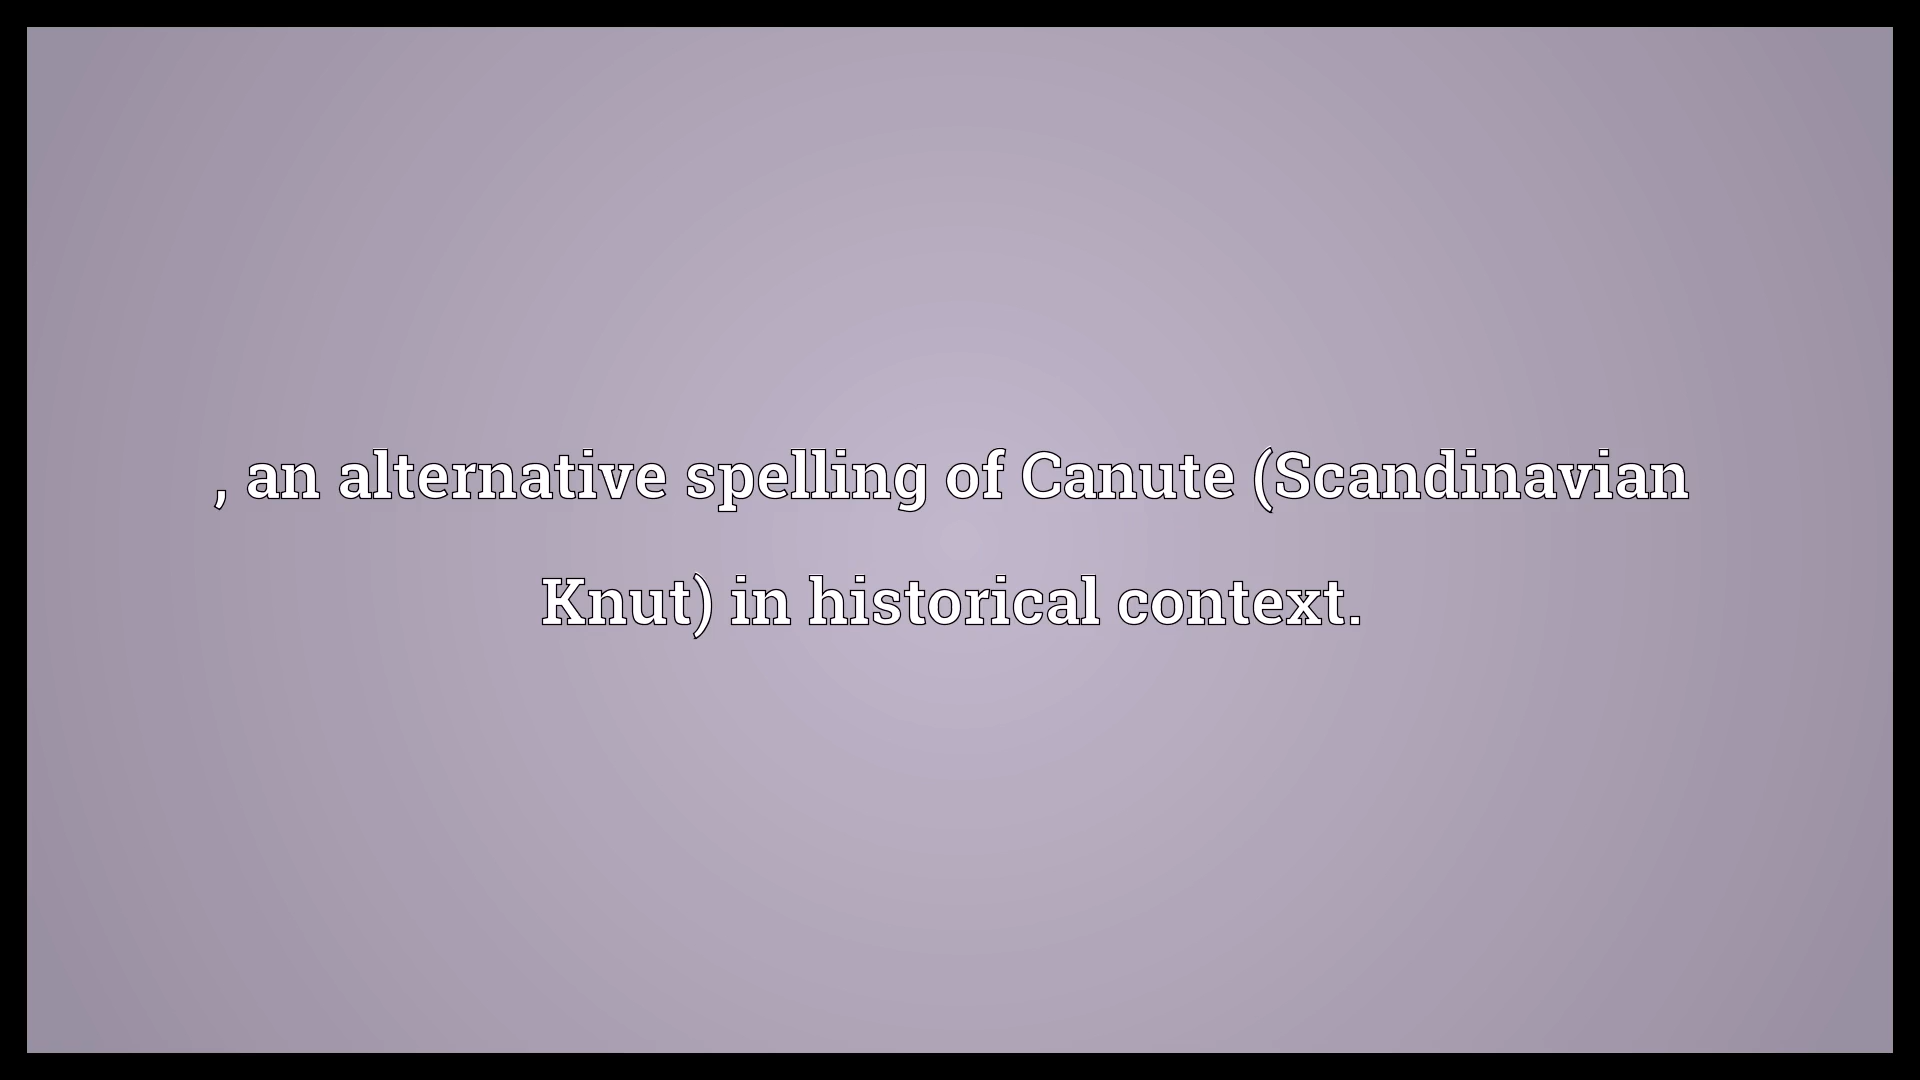 , an alternative spelling of Canute (Scandinavian
Knut) in historical context.